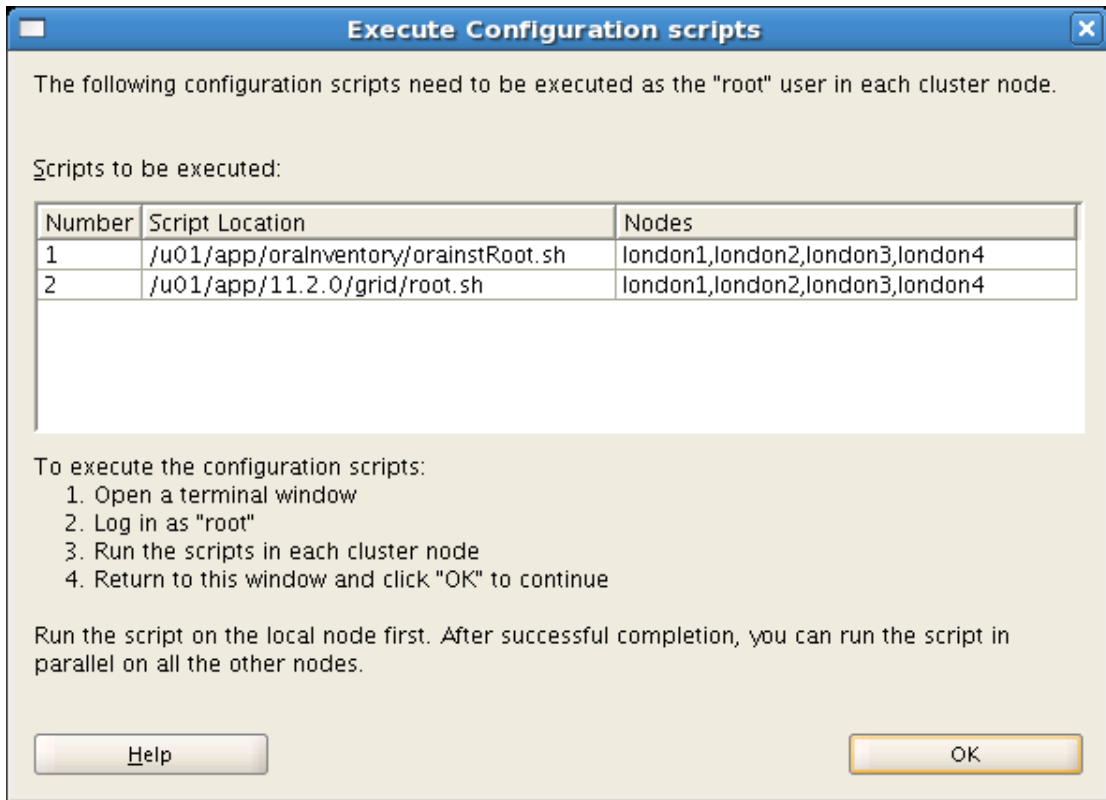 Execute Configuration scripts
The following configuration scripts need to be executed as the "root" user in each cluster node.
Scripts to be executed:
Number Script Location Nodes
1 /u01/app/oraInventory/orainstRoot.sh london1,london2,london3,london4
2 /u01/app/11.2.0/grid/root.sh london1,london2,london3,london4
To execute the configuration scripts:
1. Open a terminal window
2. Log in as "root"
3. Run the scripts in each cluster node
4. Return to this window and click "OK" to continue
Run the script on the local node first. After successful completion, you can run the script in
parallel on all the other nodes.
Help OK